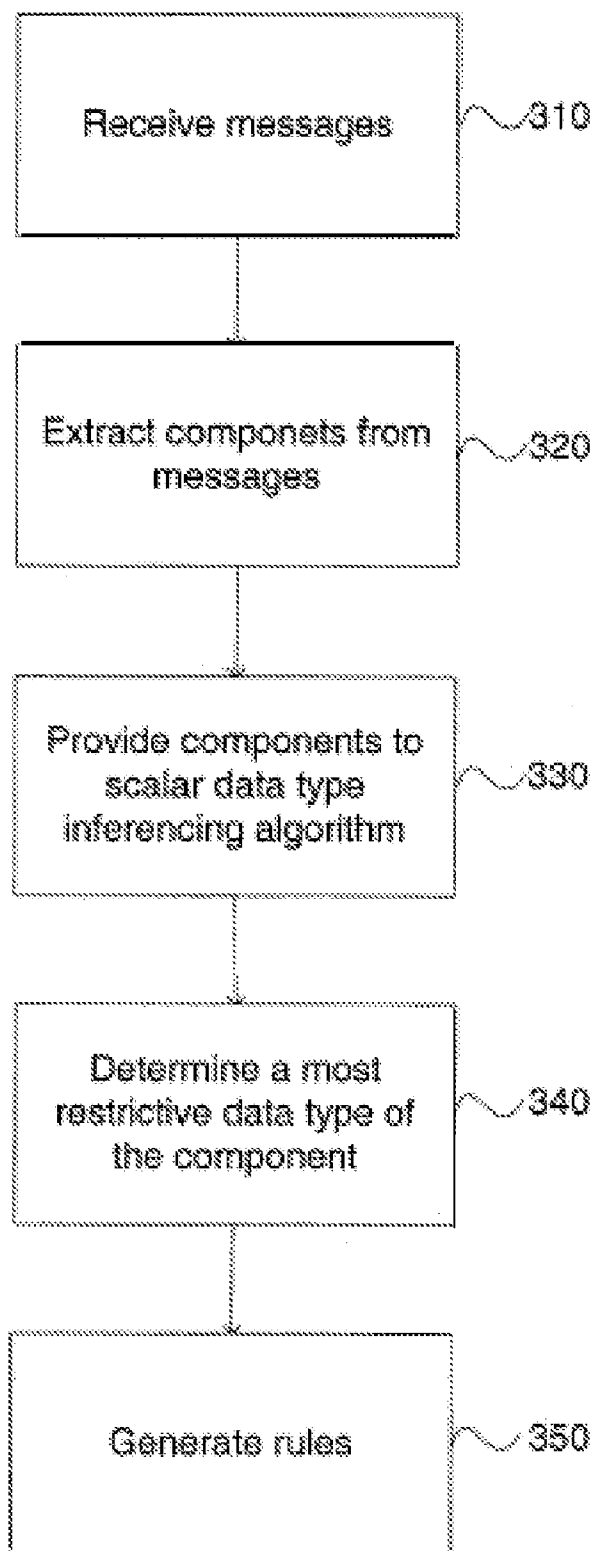 Receive messages
310
Extract componets from
messages
320
Provide components to
scalar data type
inferencing algorithm
330
Determine a most
restrictive data type of
the component
340
Generate rules
350